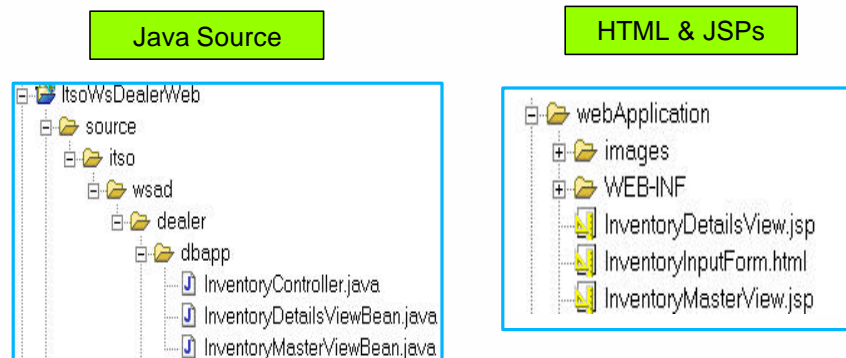 Java Source
ItsoWsDealerWeb
source
itso
wsad
dealer
dbapp
InventoryController.java
InventoryDetailsViewBean.java
InventoryMasterViewBean.java
HTML & JSPs
webApplication
images
WEB-INF
InventoryDetailsView.jsp
InventoryInputForm.html
InventoryMasterView.jsp